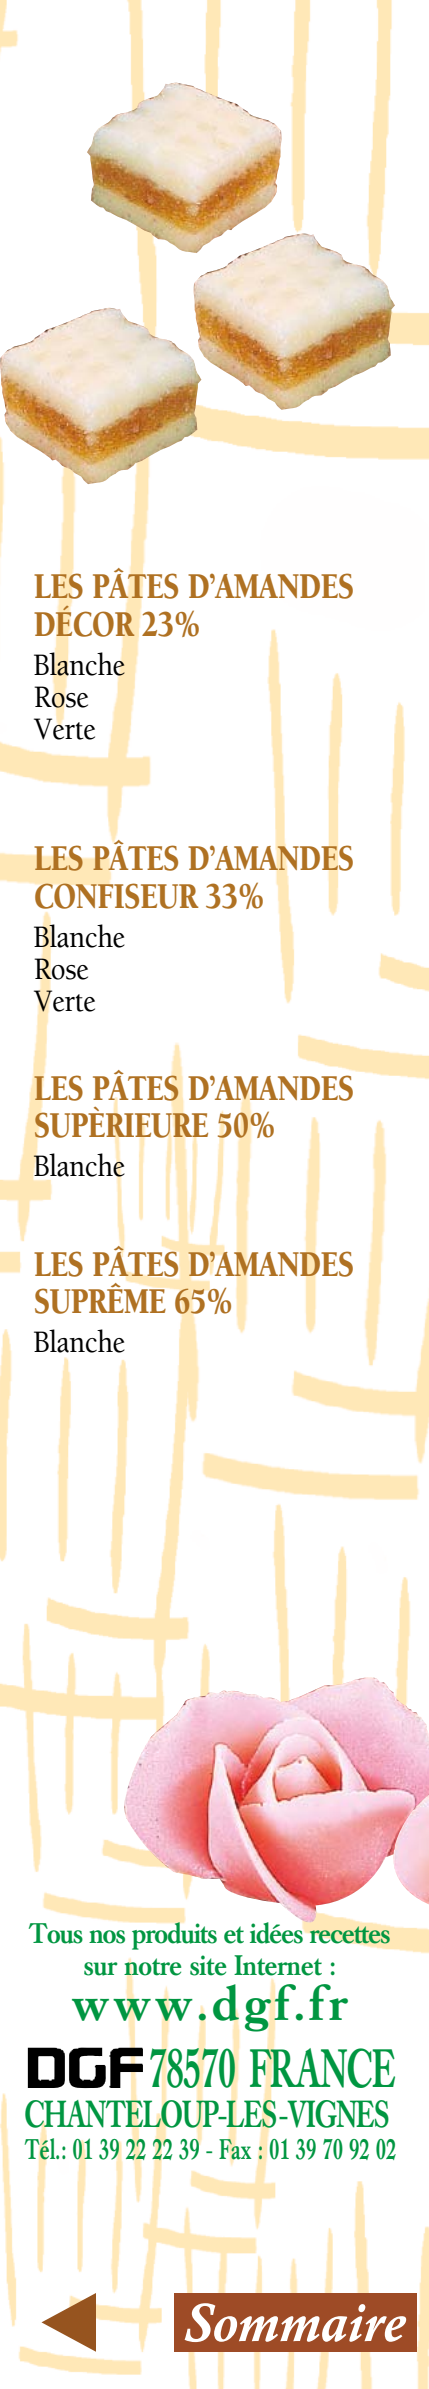 LES PÂTES D’AMANDES
DÉCOR 23%
Blanche
Rose
Verte
LES PÂTES D’AMANDES
CONFISEUR 33%
Blanche
Rose
Verte
LES PÂTES D’AMANDES
SUPÈRIEURE 50%
Blanche
LES PÂTES D’AMANDES
SUPRÊME 65%
Blanche
Tous nos produits et idées recettes
sur notre site Internet :
www.dgf.fr
DGF 78570 FRANCE
CHANTELOUP-LES-VIGNES
Tél.: 01 39 22 22 39 - Fax : 01 39 70 92 02
Sommaire